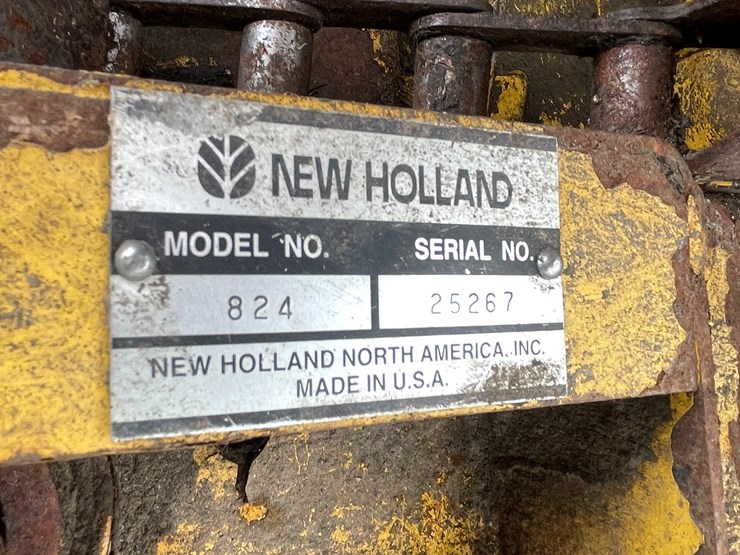 NEW HOLLAND
MODEL NO. SERIAL NO.
824 25267
NEW HOLLAND NORTH AMERICA. INC.
MADE IN U.S.A.